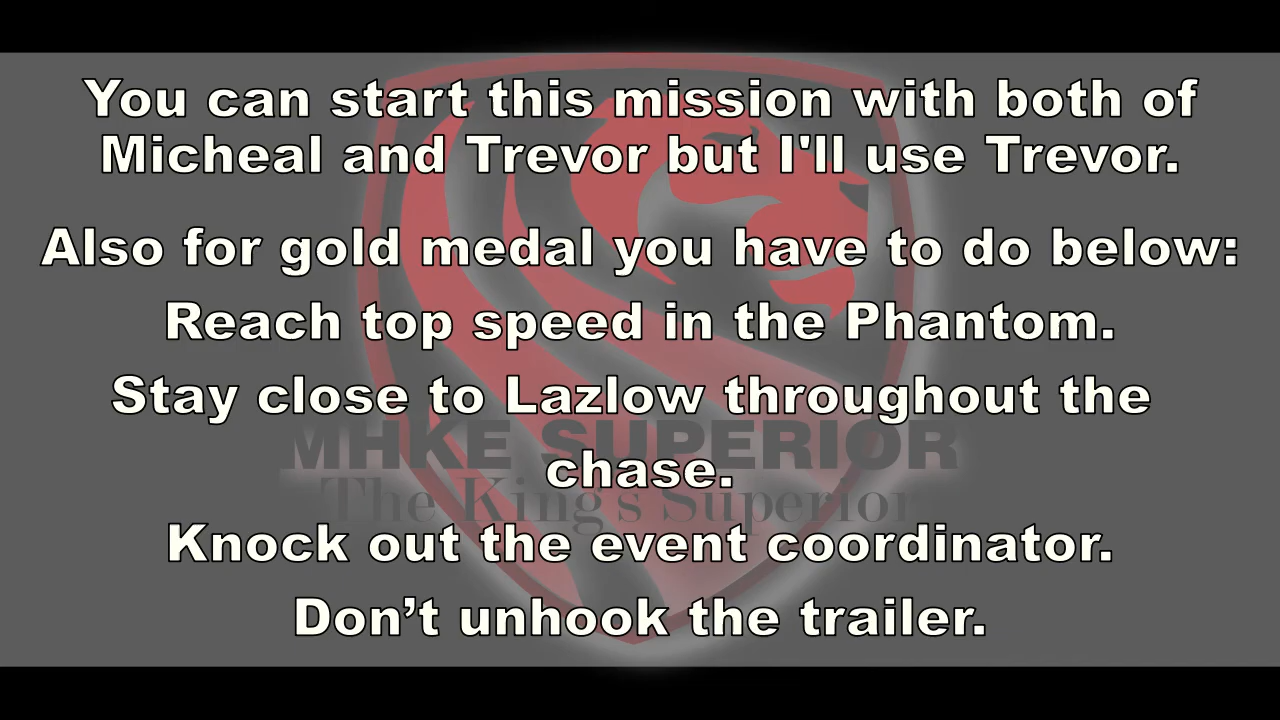 You can start this mission with both of
Micheal and Trevor but I'll use Trevor.
Also for gold medal you have to do below:
Reach top speed in the Phantom.
Stay close to Lazlow throughout the
MHKE SUPERIOR
chase.
The King's Superior
Knock out the event coordinator.
Don’t unhook the trailer.